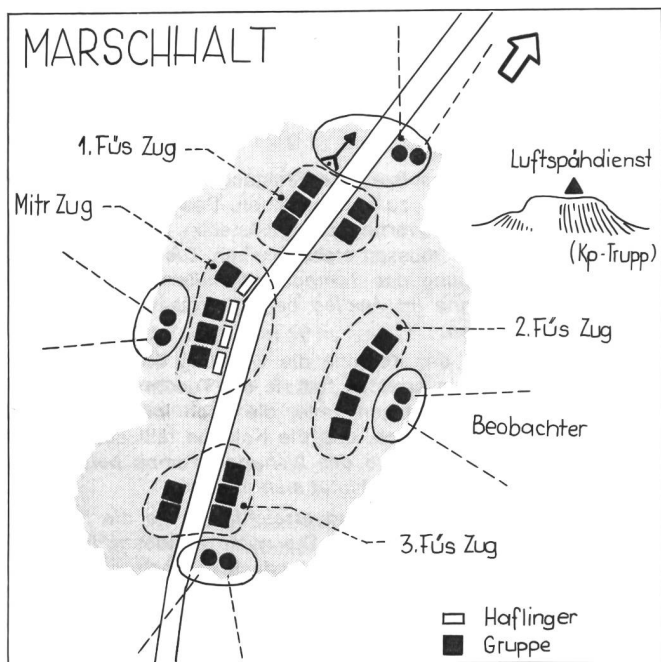 MARSCHHALT
1. Füs Zug
Mitr Zug
Luftspähdienst
(Kp-Trupp)
2. Füs Zug
Beobachter
3. Füs Zug
Haflinger
Gruppe